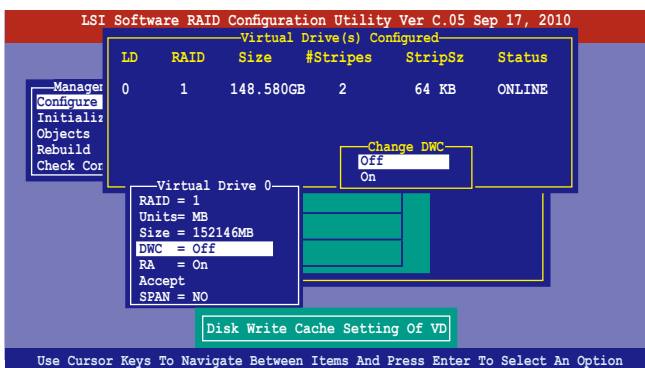 LSI Software RAID Configuration Utility Ver C.05 Sep 17, 2010
Virtual Drive(s) Configured
LD RAID Size #Stripes StripSz Status
0 1 148.580GB 2 64 KB ONLINE
Manage
Configure
Initializ
Objects
Rebuild
Check Con
Change DWC
Off
On
Virtual Drive 0
RAID = 1
Units= MB
Size = 152146MB
DWC = Off
RA = On
Accept
SPAN = NO
Disk Write Cache Setting Of VD
Use Cursor Keys To Navigate Between Items And Press Enter To Select An Option